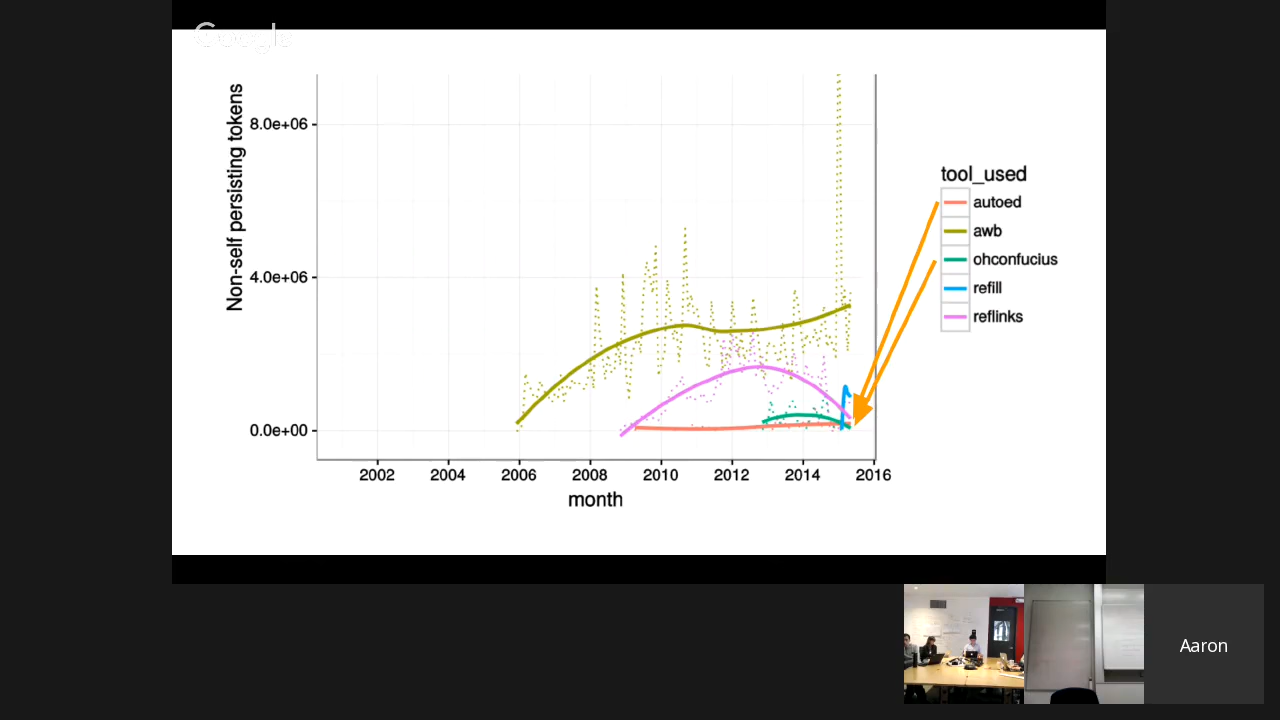 Google
Non-self persisting tokens
8.0e+06
4.0e+06
0.0e+00
2002 2004 2006 2008 2010 2012 2014 2016
month
tool_used
autoed
awb
ohconfucius
refill
reflinks
Aaron